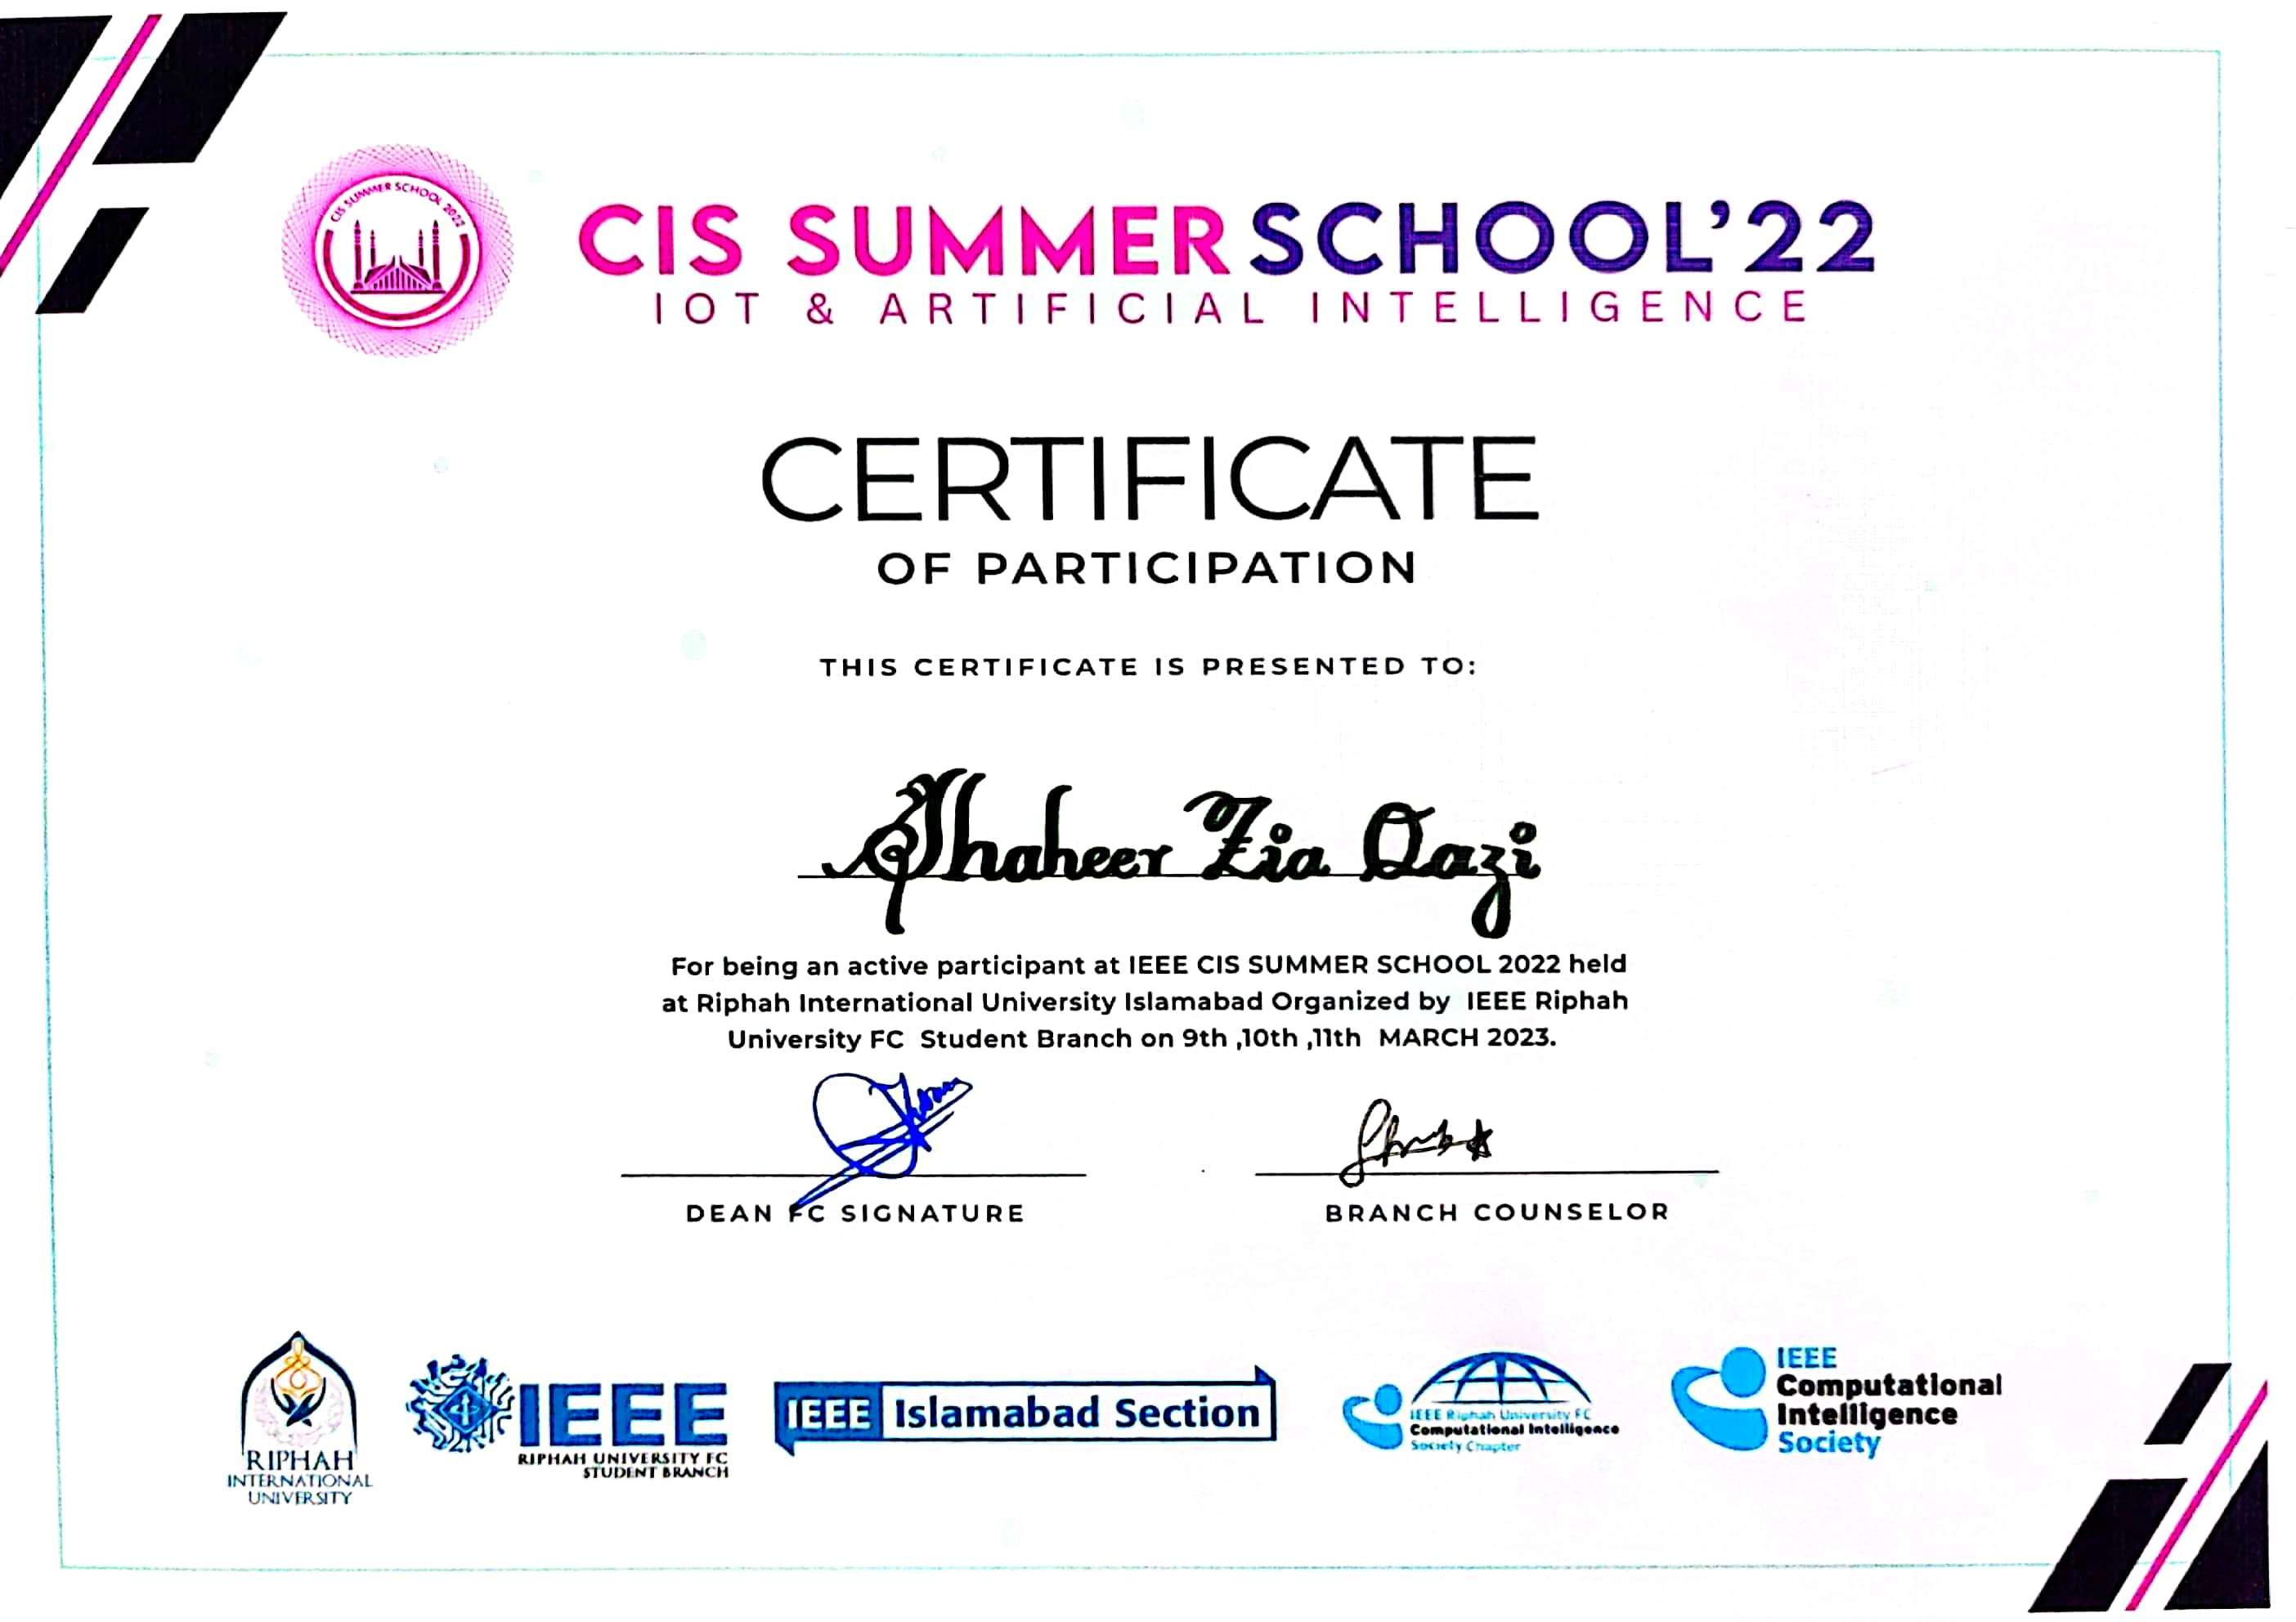 CIS SUMMER SCHOOL 2022
CIS SUMMER SCHOOL'22
IOT & ARTIFICIAL INTELLIGENCE
CERTIFICATE
OF PARTICIPATION
THIS CERTIFICATE IS PRESENTED TO:
Shaheer Zia Qazi
For being an active participant at IEEE CIS SUMMER SCHOOL 2022 held
at Riphah International University Islamabad Organized by IEEE Riphah
University FC Student Branch on 9th ,10th ,11th MARCH 2023.
DEAN FC SIGNATURE
BRANCH COUNSELOR
RIPHAH
INTERNATIONAL
UNIVERSITY
IEEE
RIPHAH UNIVERSITY FC
STUDENT BRANCH
IEEE Islamabad Section
IEEE Riphah University FC
Computational Intelligence
Society Chapter
IEEE
Computational
Intelligence
Society